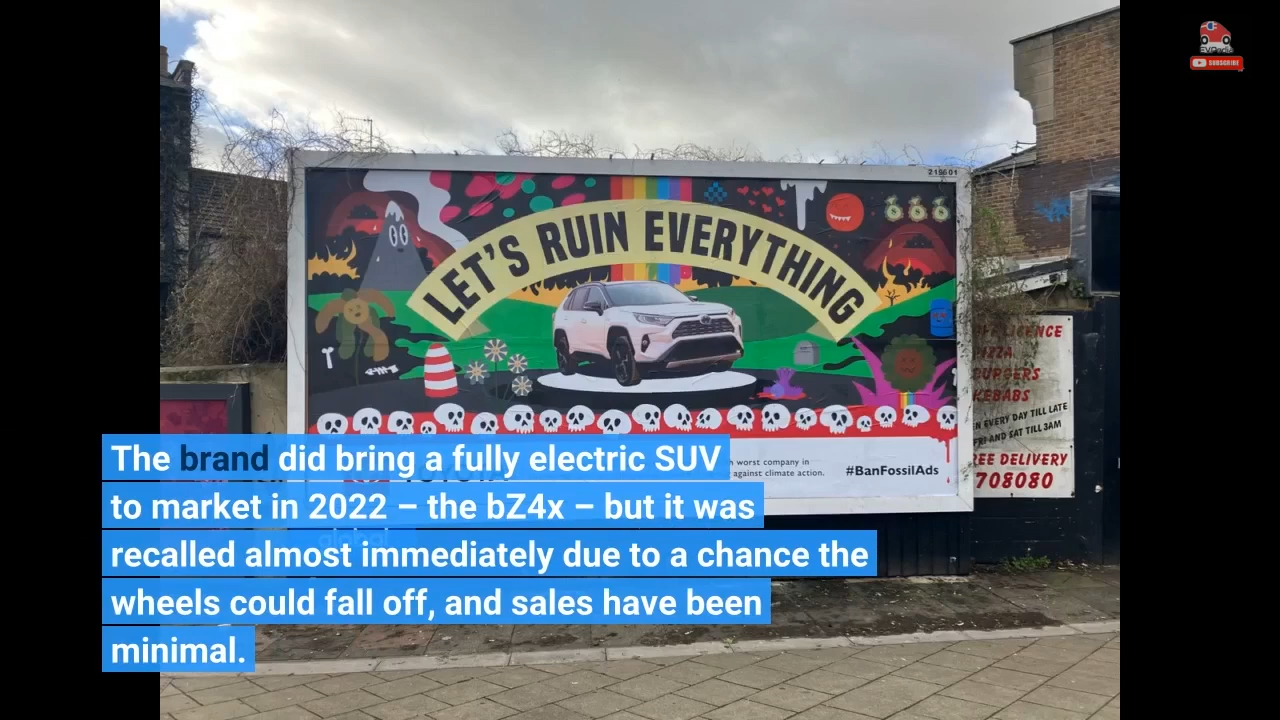 SUBSCRIBE
215601
LET'S RUIN EVERYTHING
LICENCE
PIZZA
BURGERS
KEBABS
EVERY DAY TILL LATE
FRI AND SAT TILL 3AM
FREE DELIVERY
708080
worst company in
against climate action.
#BanFossilAds
The brand did bring a fully electric SUV
to market in 2022 – the bZ4x – but it was
recalled almost immediately due to a chance the
wheels could fall off, and sales have been
minimal.
global